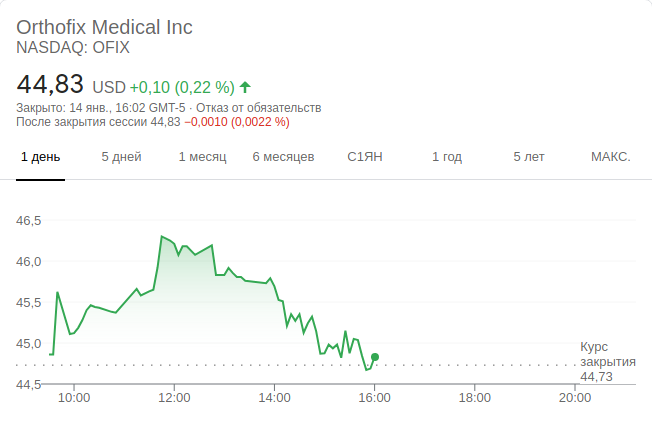 Orthofix Medical Inc
NASDAQ: OFIX
44,83 USD +0,10 (0,22 %)
Закрыто: 14 янв., 16:02 GMT-5 · Отказ от обязательств
После закрытия сессии 44,83 −0,0010 (0,0022 %)
1 день 5 дней 1 месяц 6 месяцев С1ЯН 1 год 5 лет МАКС.
46,5
46,0
45,5
45,0
Курс
закрытия
44,73
44,5
10:00 12:00 14:00 16:00 18:00 20:00